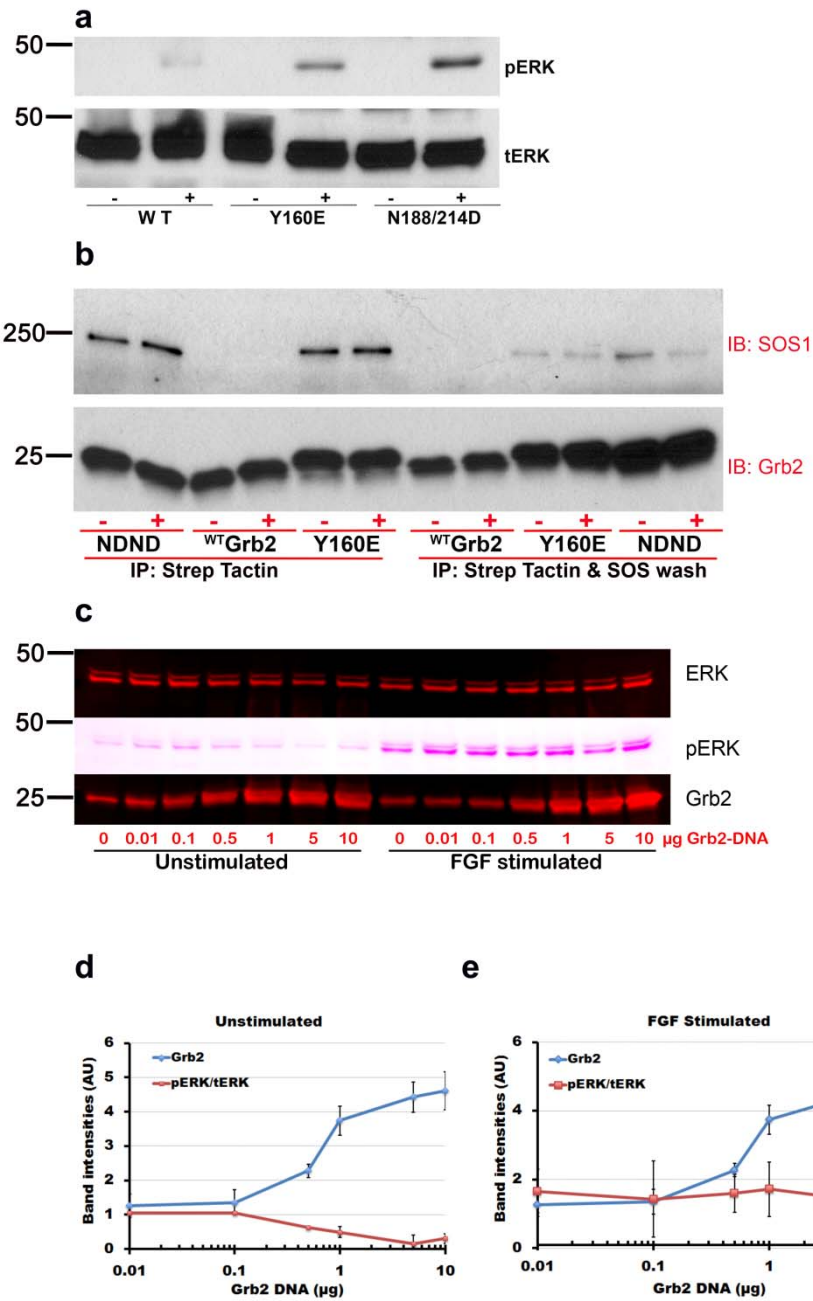 a
50
pERK
50
tERK
- + - + - +
W T Y160E N188/214D
b
250
IB: SOS1
25
IB: Grb2
- + - + - + - + - + - +
NDND WTGrb2 Y160E WTGrb2 Y160E NDND
IP: Strep Tactin IP: Strep Tactin & SOS wash
c
50
ERK
50
pERK
25
Grb2
0 0.01 0.1 0.5 1 5 10 0 0.01 0.1 0.5 1 5 10 µg Grb2-DNA
Unstimulated FGF stimulated
d
Unstimulated
Band intensities (AU)
6
5
4
3
2
1
0
Grb2
pERK/tERK
0.01 0.1 1 10
Grb2 DNA (µg)
e
FGF Stimulated
Band intensities (AU)
6
4
2
0
Grb2
pERK/tERK
0.01 0.1 1
Grb2 DNA (µg)